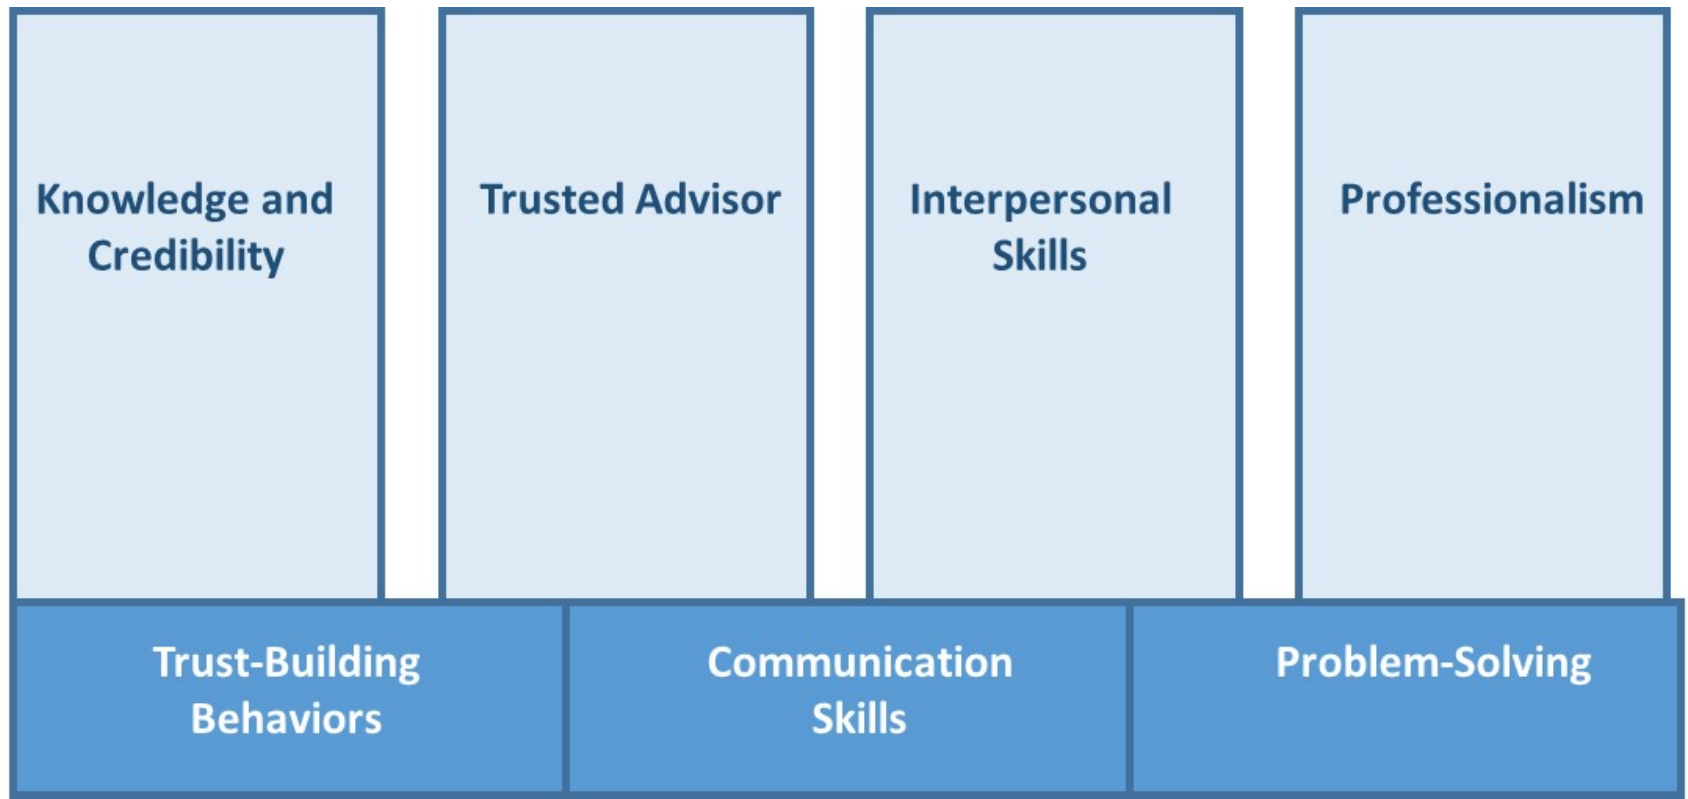 Knowledge and
Credibility
Trusted Advisor
Interpersonal
Skills
Professionalism
Trust-Building
Behaviors
Communication
Skills
Problem-Solving